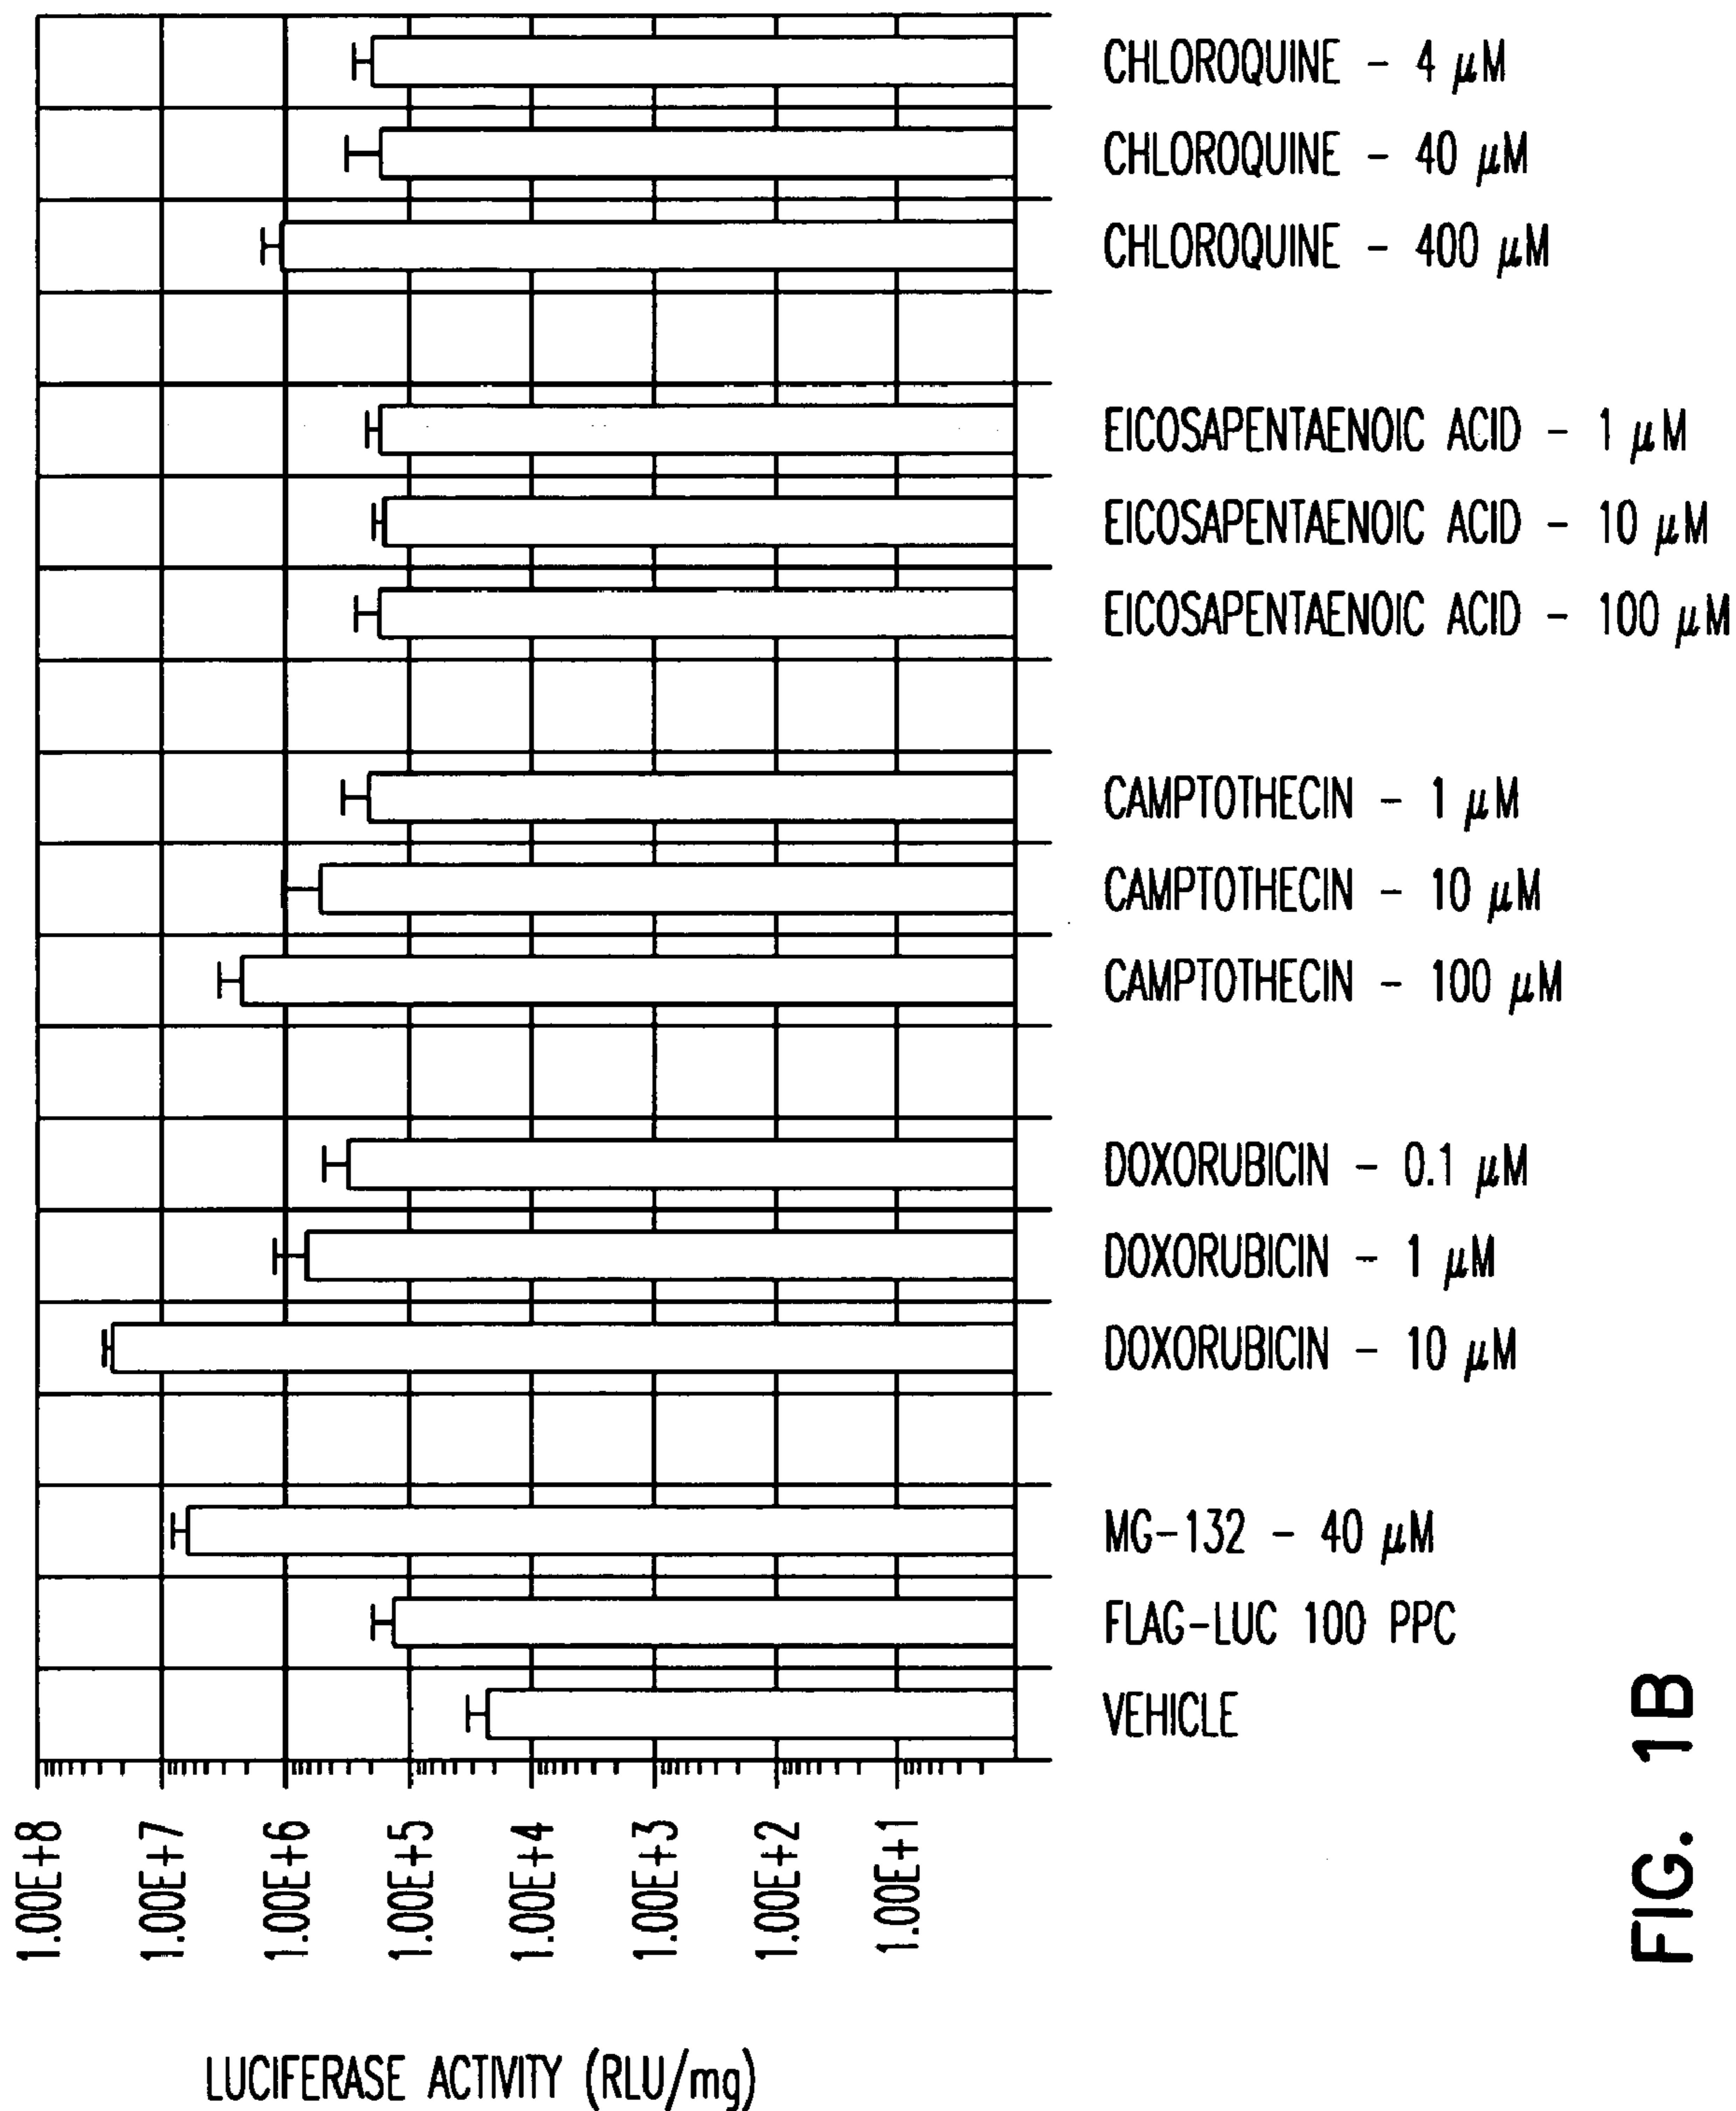 CHLOROQUINE - 4 μM
CHLOROQUINE - 40 μM
CHLOROQUINE - 400 μM
EICOSAPENTAENOIC ACID - 1 μM
EICOSAPENTAENOIC ACID - 10 μM
EICOSAPENTAENOIC ACID - 100 μM
CAMPTOTHECIN - 1 μM
CAMPTOTHECIN - 10 μM
CAMPTOTHECIN - 100 μM
DOXORUBICIN - 0.1 μM
DOXORUBICIN - 1 μM
DOXORUBICIN - 10 μM
MG-132 - 40 μM
FLAG-LUC 100 PPC
VEHICLE
1.00E+8
1.00E+7
1.00E+6
1.00E+5
1.00E+4
1.00E+3
1.00E+2
1.00E+1
LUCIFERASE ACTIVITY (RLU/mg)
FIG. 1B